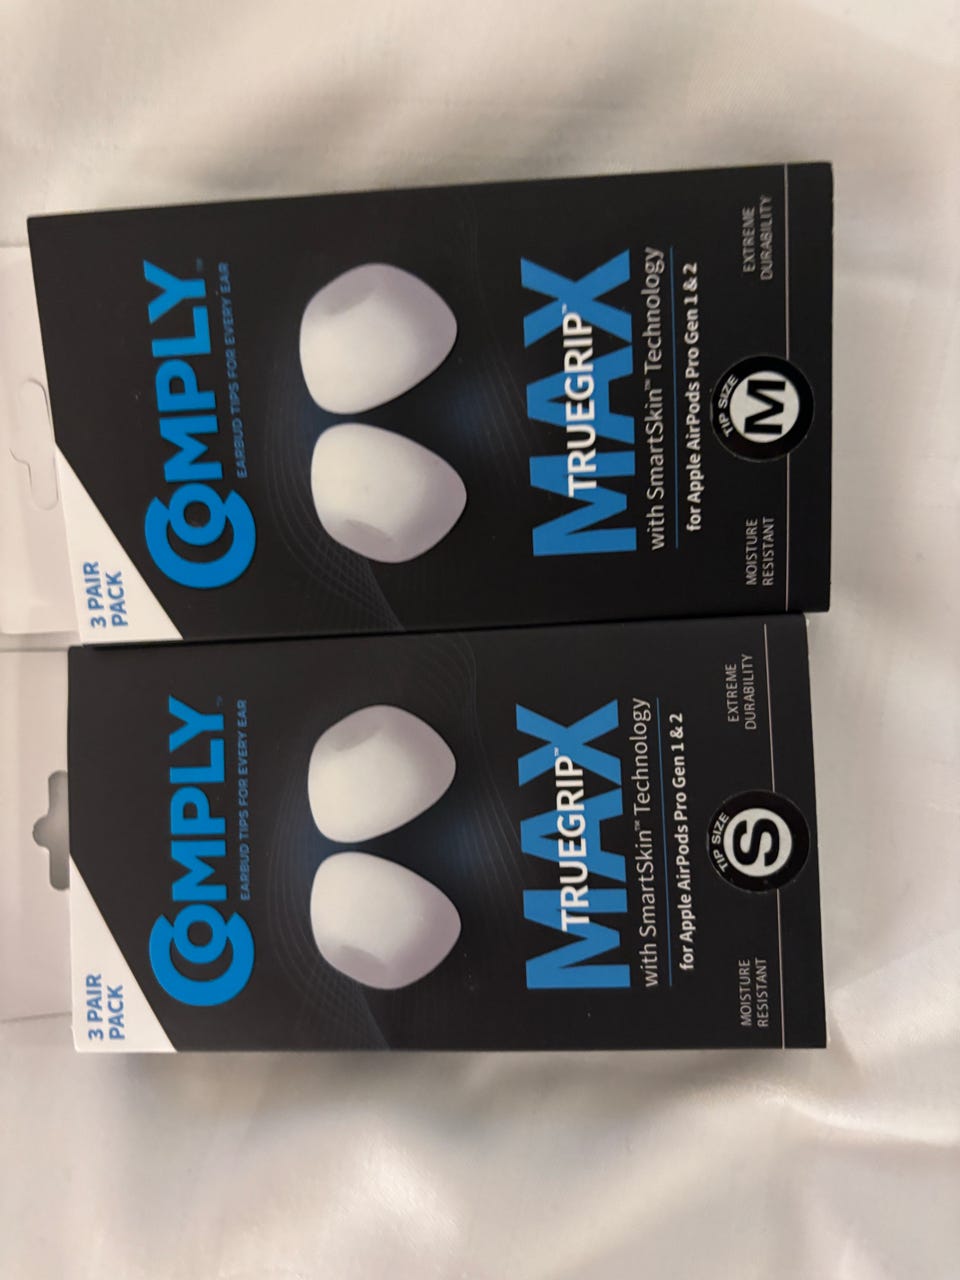 3 PAIR
PACK
COMPLY™
EARBUD TIPS FOR EVERY EAR
MAX
TRUEGRIP™
with SmartSkin™ Technology
for Apple AirPods Pro Gen 1 & 2
MOISTURE
RESISTANT
TIP SIZE
S
EXTREME
DURABILITY
3 PAIR
PACK
COMPLY™
EARBUD TIPS FOR EVERY EAR
MAX
TRUEGRIP™
with SmartSkin™ Technology
for Apple AirPods Pro Gen 1 & 2
MOISTURE
RESISTANT
TIP SIZE
M
EXTREME
DURABILITY